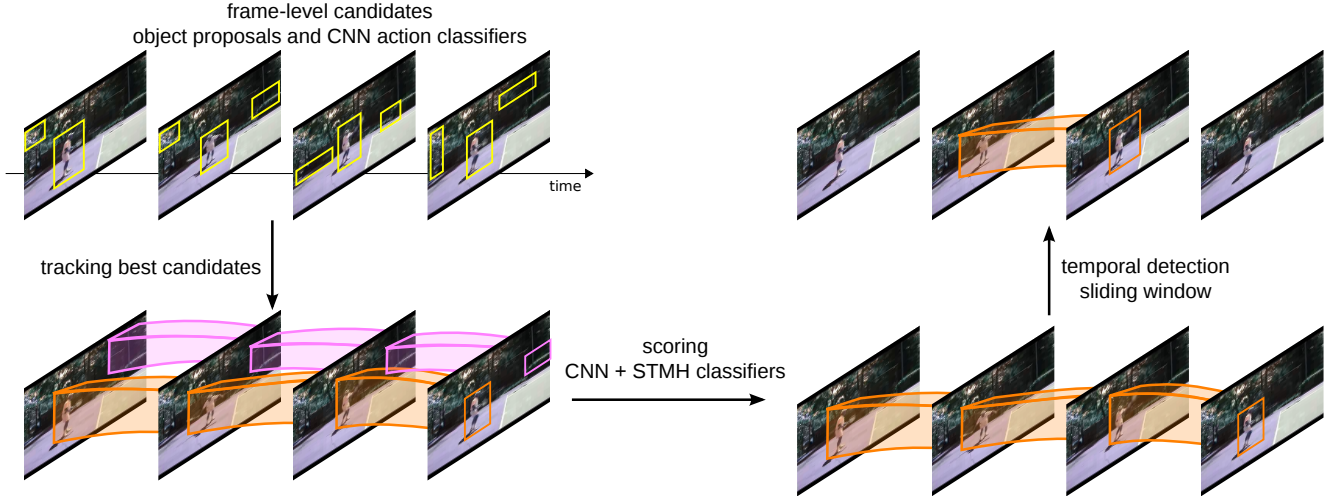 frame-level candidates
object proposals and CNN action classifiers
time
tracking best candidates
scoring
CNN + STMH classifiers
temporal detection
sliding window